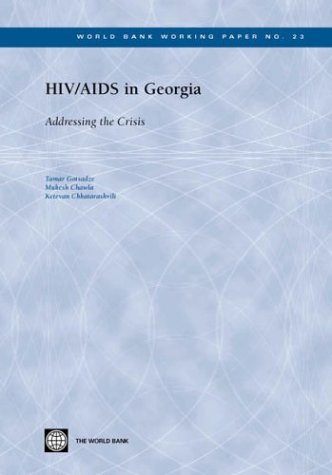 WORLD BANK WORKING PAPER NO. 23
HIV/AIDS in Georgia
Addressing the Crisis
Tamar Gotsadze
Mukesh Chawla
Ketevan Chkatarashvili
THE WORLD BANK